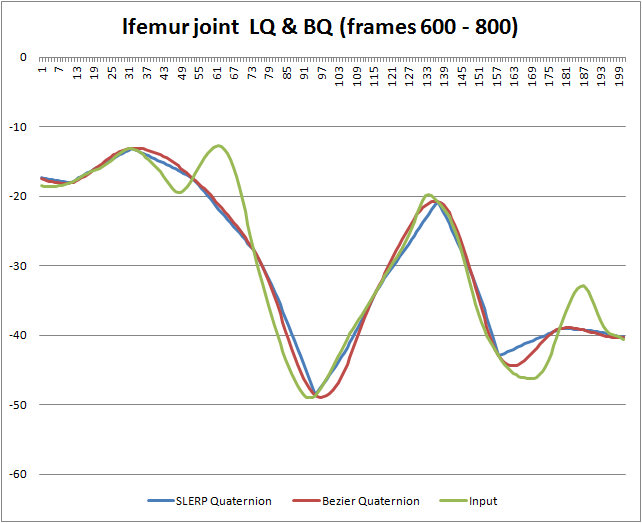 lfemur joint LQ & BQ (frames 600 - 800)
0
1 7 13 19 25 31 37 43 49 55 61 67 73 79 85 91 97 103 109 115 121 127 133 139 145 151 157 163 169 175 181 187 193 199
-10
-20
-30
-40
-50
-60
SLERP Quaternion Bezier Quaternion Input